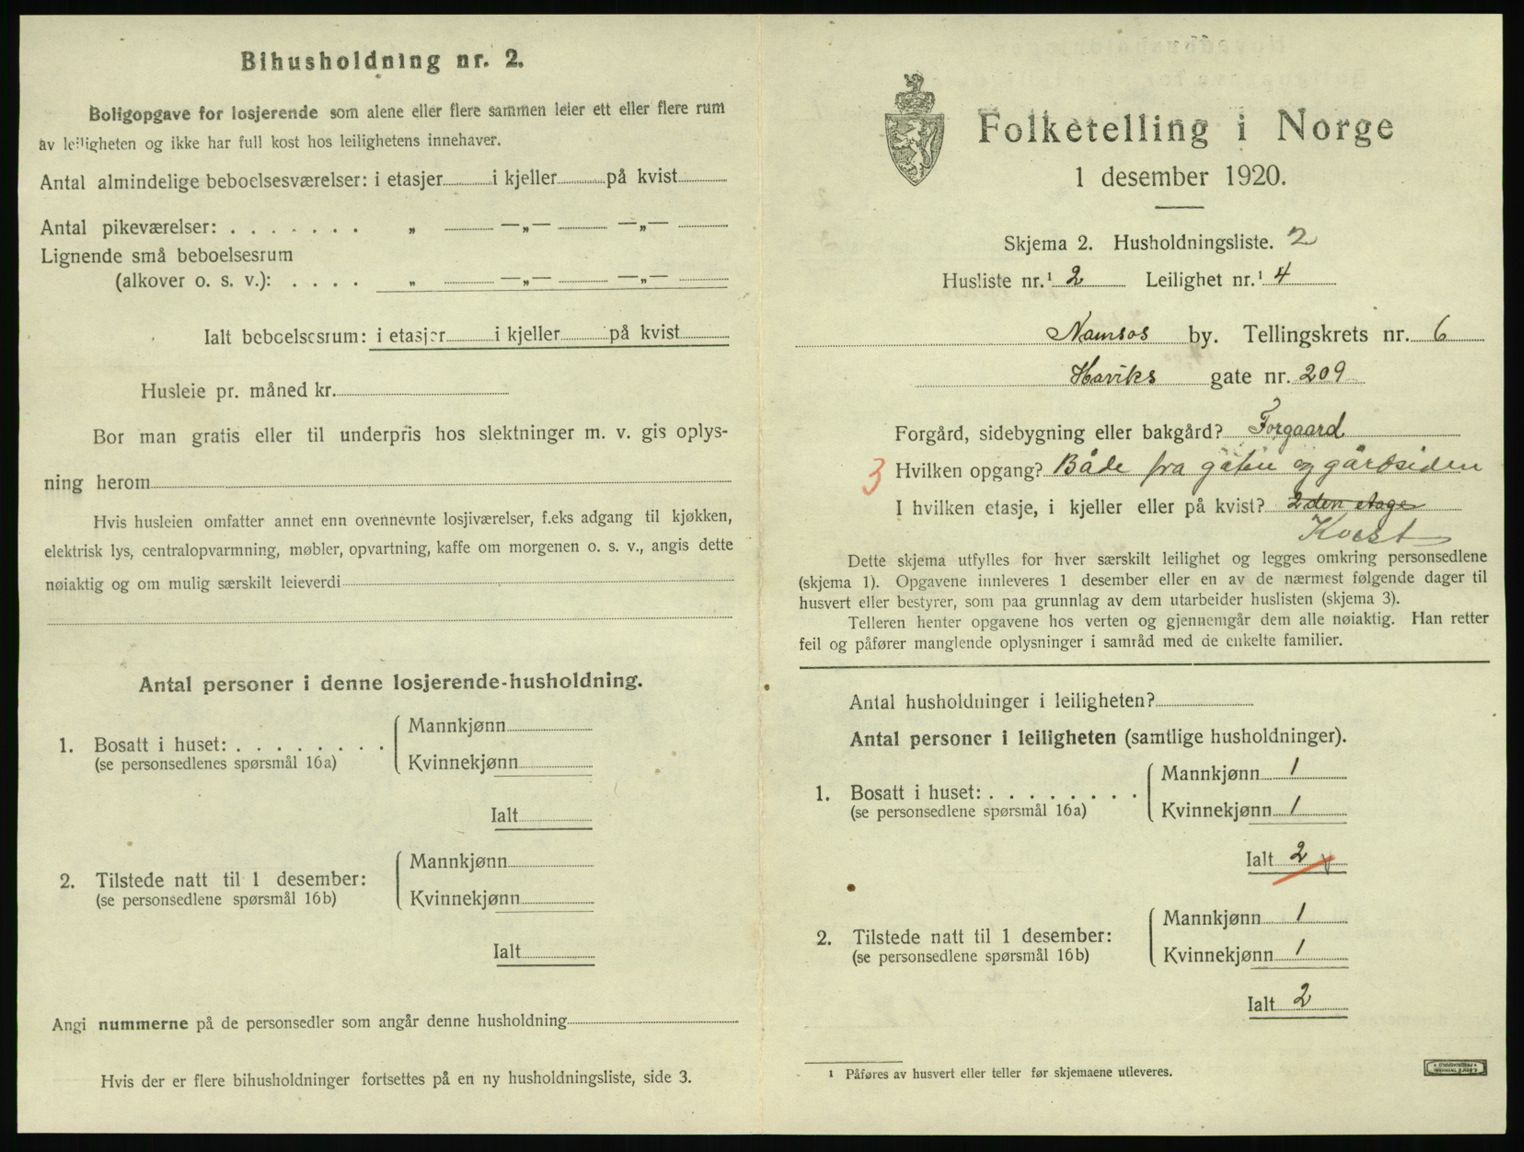 Bihusholdning nr. 2.
Boligopgave for losjerende som alene eller flere sammen leier ett eller flere rum
av leiligheten og ikke har full kost hos leilighetens innehaver.
Antal almindelige beboelsesværelser: i etasjer i kjeller på kvist
Antal pikeværelser: . . . . . . . „ —„— —„—
Lignende små beboelsesrum
(alkover o. s. v.): . . . . „ —„— —„—
Ialt beboelsesrum: i etasjer i kjeller på kvist
Husleie pr. måned kr.
Bor man gratis eller til underpris hos slektninger m. v. gis oplys-
ning herom
Hvis husleien omfatter annet enn ovennevnte losjiværelser, f.eks adgang til kjøkken,
elektrisk lys, centralopvarmning, møbler, opvartning, kaffe om morgenen o. s. v., angis dette
nøiaktig og om mulig særskilt leieverdi
Antal personer i denne losjerende-husholdning.
1. Bosatt i huset: . . . . . . . .
(se personsedlenes spørsmål 16a)
Mannkjønn
Kvinnekjønn
Ialt
2. Tilstede natt til 1 desember:
(se personsedlene spørsmål 16b)
Mannkjønn
Kvinnekjønn
Ialt
Angi nummerne på de personsedler som angår denne husholdning
Hvis der er flere bihusholdninger fortsettes på en ny husholdningsliste, side 3.
Folketelling i Norge
1 desember 1920.
Skjema 2. Husholdningsliste. 2
Husliste nr.¹ 2 Leilighet nr.¹ 4
Namsos by. Tellingskrets nr. 6
Haviks gate nr. 209
Forgård, sidebygning eller bakgård? Forgaard
3 Hvilken opgang? Både fra gaten og gårdsiden
I hvilken etasje, i kjeller eller på kvist? 2den etage
Kvist
Dette skjema utfylles for hver særskilt leilighet og legges omkring personsedlene
(skjema 1). Opgavene innleveres 1 desember eller en av de nærmest følgende dager til
husvert eller bestyrer, som paa grunnlag av dem utarbeider huslisten (skjema 3).
Telleren henter opgavene hos verten og gjennemgår dem alle nøiaktig. Han retter
feil og påfører manglende oplysninger i samråd med de enkelte familier.
Antal husholdninger i leiligheten?
Antal personer i leiligheten (samtlige husholdninger).
1. Bosatt i huset: . . . . . . . .
(se personsedlene spørsmål 16a)
Mannkjønn 1
Kvinnekjønn 1
Ialt 2
2. Tilstede natt til 1 desember:
(se personsedlene spørsmål 16b)
Mannkjønn 1
Kvinnekjønn 1
Ialt 2
¹ Påføres av husvert eller teller før skjemaene utleveres.